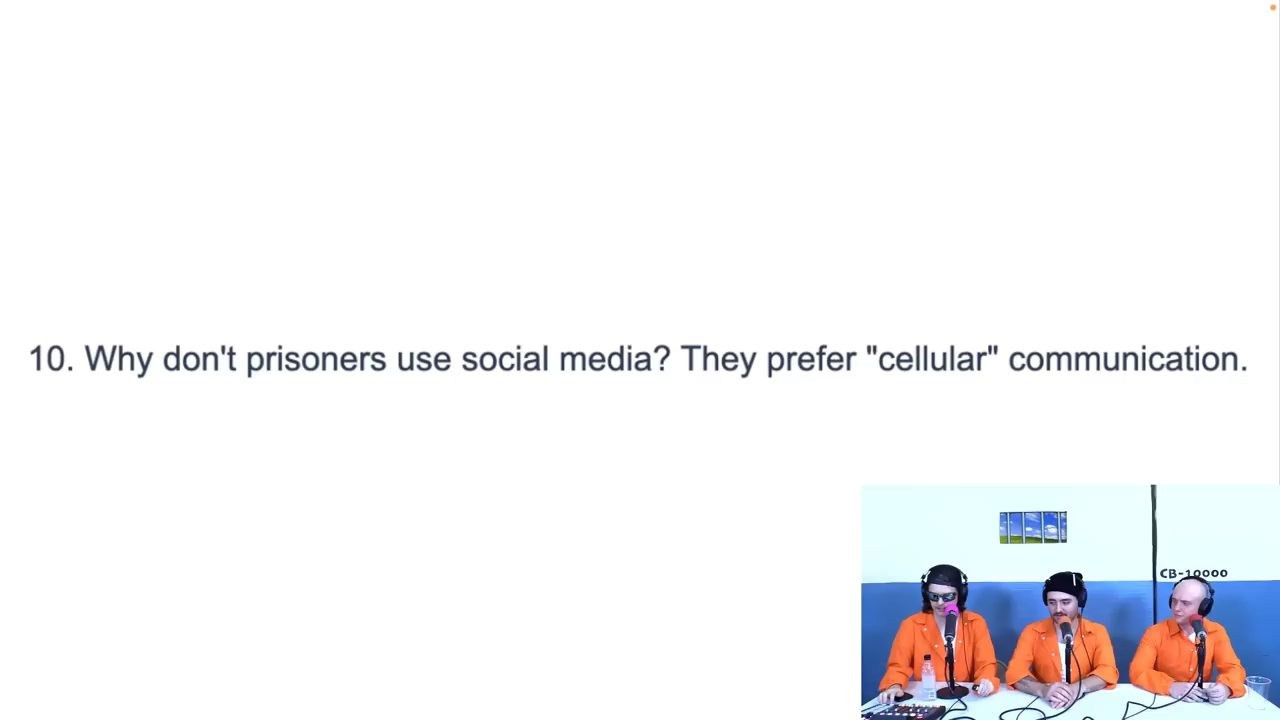 10. Why don't prisoners use social media? They prefer "cellular" communication.
CB-10000